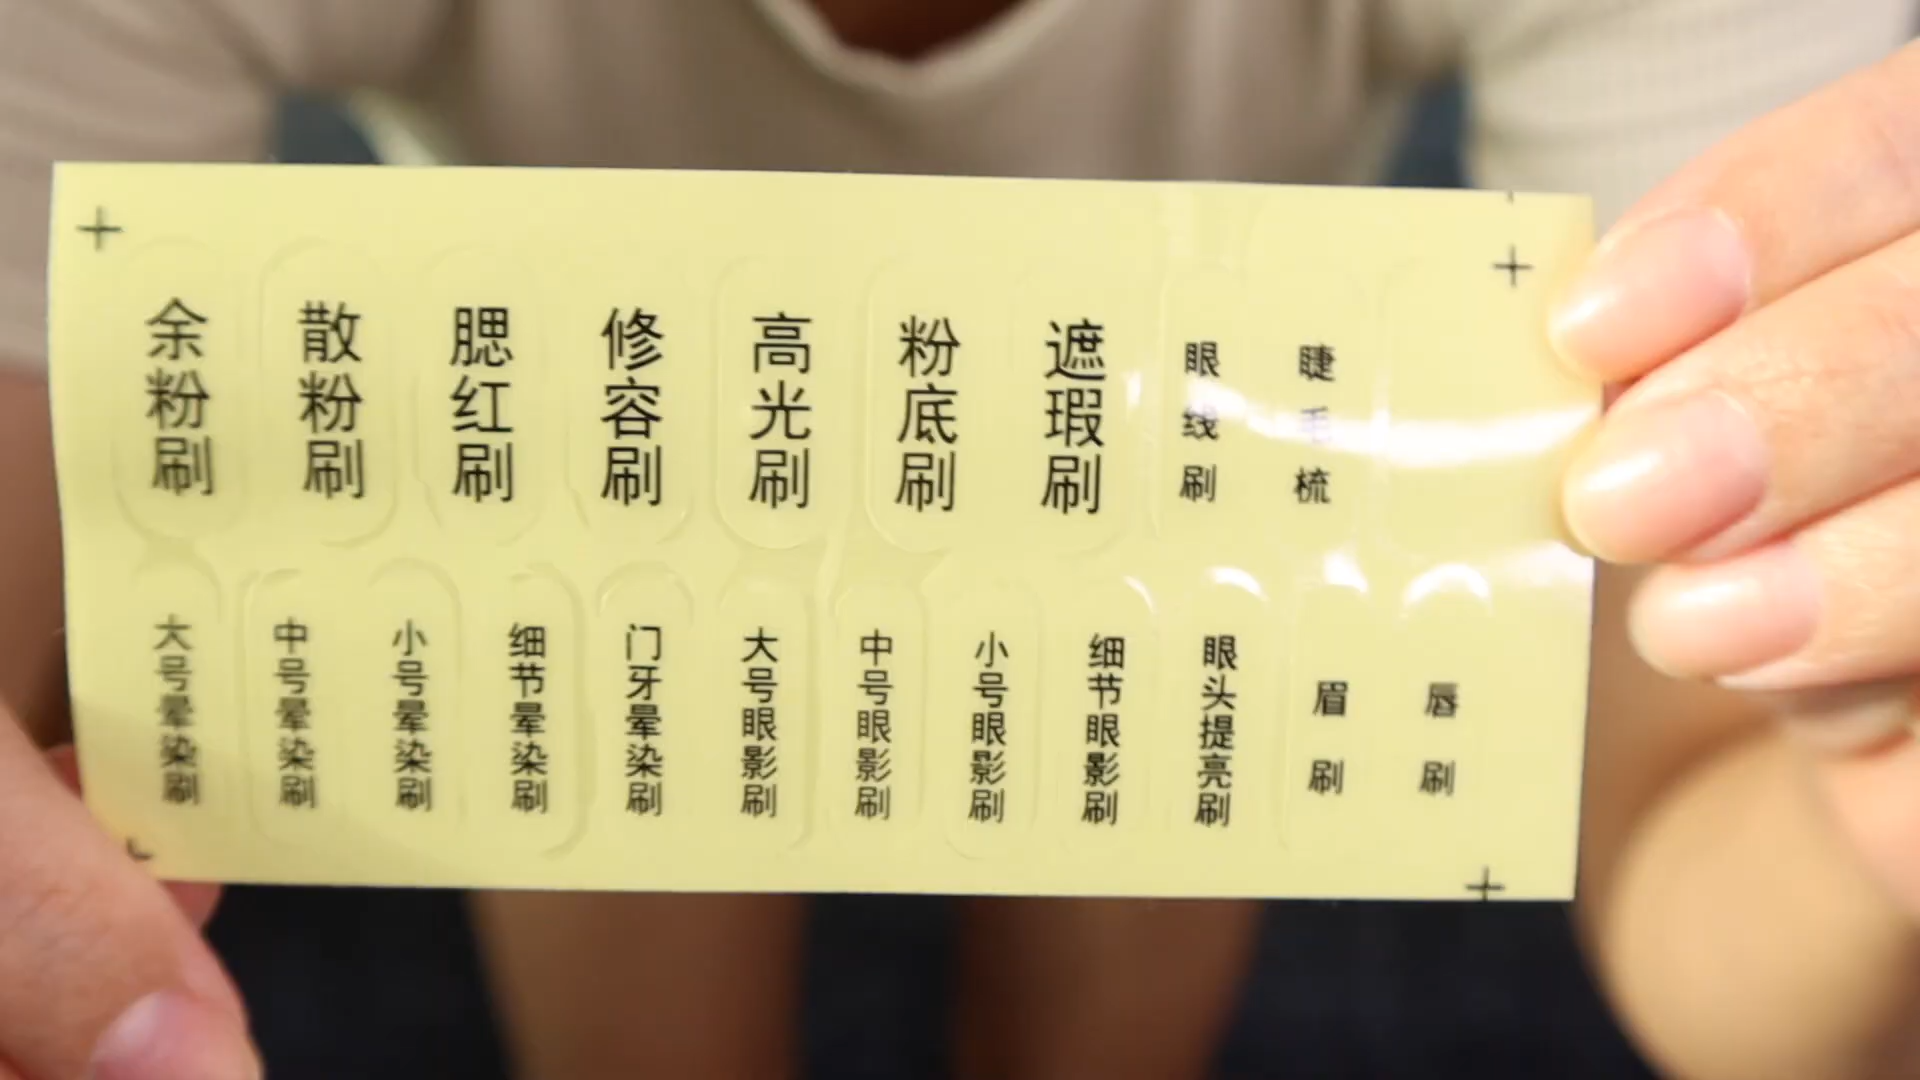 余粉刷
散粉刷
腮红刷
修容刷
高光刷
粉底刷
遮瑕刷
眼线刷
睫毛梳
大号晕染刷
中号晕染刷
小号晕染刷
细节晕染刷
门牙晕染刷
大号眼影刷
中号眼影刷
小号眼影刷
细节眼影刷
眼头提亮刷
眉刷
唇刷